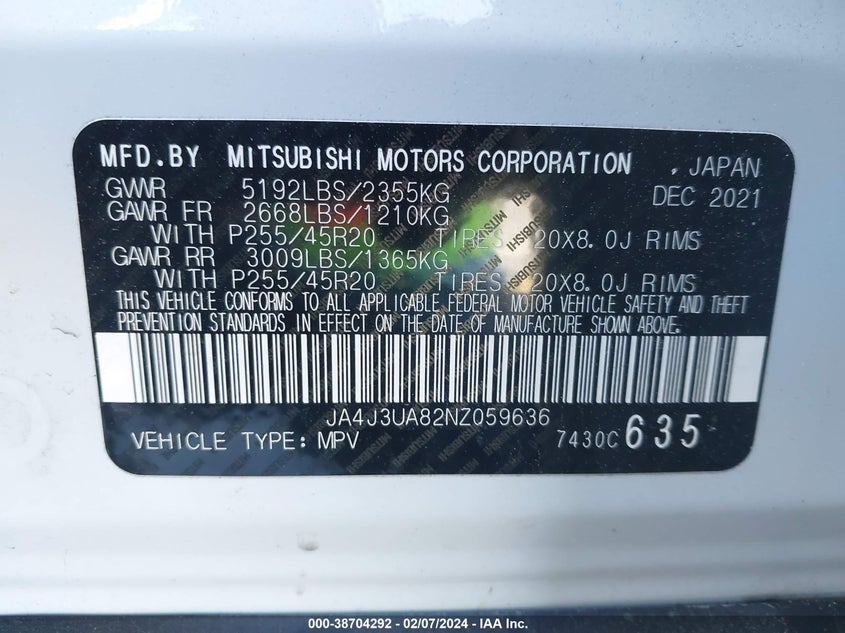 MFD.BY MITSUBISHI MOTORS CORPORATION , JAPAN
GVWR 5192LBS/2355KG DEC 2021
GAWR FR 2668LBS/1210KG
WITH P255/45R20 TIRES, 20X8.0J RIMS
GAWR RR 3009LBS/1365KG
WITH P255/45R20 TIRES, 20X8.0J RIMS
THIS VEHICLE CONFORMS TO ALL APPLICABLE FEDERAL MOTOR VEHICLE SAFETY AND THEFT
PREVENTION STANDARDS IN EFFECT ON THE DATE OF MANUFACTURE SHOWN ABOVE.
JA4J3UA82NZ059636
VEHICLE TYPE: MPV 7430C 635
000-38704292 - 02/07/2024 - © IAA, Inc.